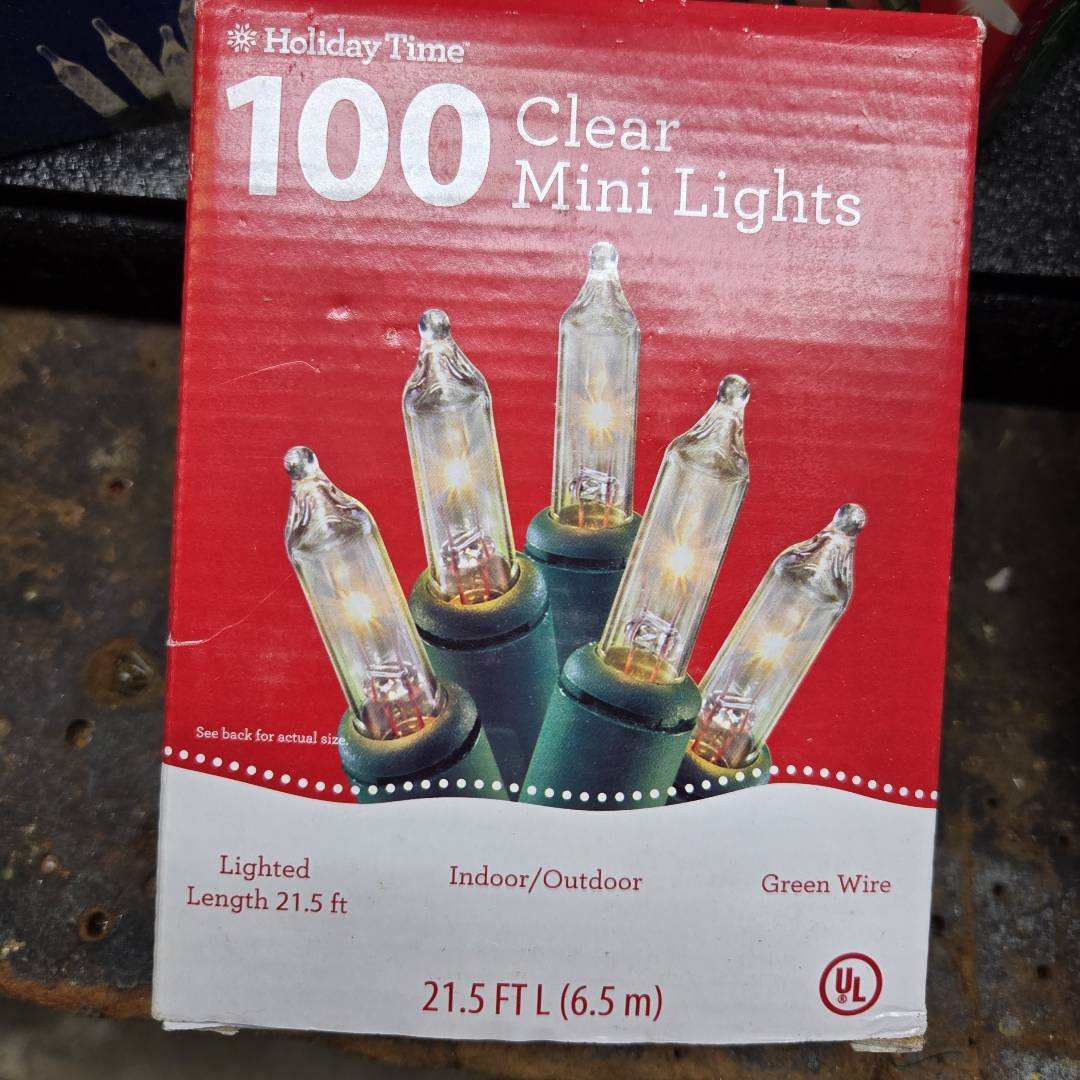 Holiday Time
100 Clear
Mini Lights
See back for actual size.
Lighted
Length 21.5 ft
Indoor/Outdoor
Green Wire
21.5 FT L (6.5 m)
UL
®